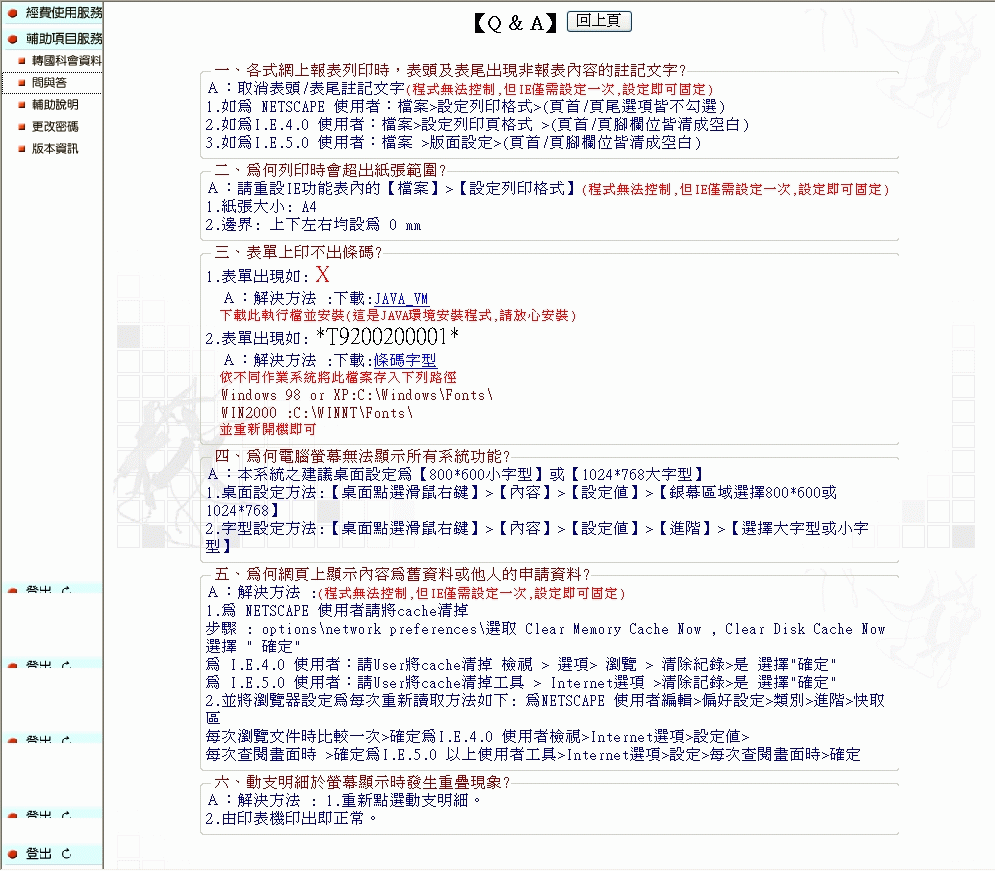 經費使用服務
輔助項目服務
轉國科會資料
問與答
輔助說明
更改密碼
版本資訊
登出
登出
登出
登出
登出
【Q & A】 回上頁
一、各式網上報表列印時，表頭及表尾出現非報表內容的註記文字?
A：取消表頭/表尾註記文字(程式無法控制,但IE僅需設定一次,設定即可固定)
1.如為 NETSCAPE 使用者：檔案>設定列印格式>(頁首/頁尾選項皆不勾選)
2.如為I.E.4.0 使用者：檔案>設定列印頁格式 >(頁首/頁腳欄位皆清成空白)
3.如為I.E.5.0 使用者：檔案 >版面設定>(頁首/頁腳欄位皆清成空白)
二、為何列印時會超出紙張範圍?
A：請重設IE功能表內的【檔案】>【設定列印格式】(程式無法控制,但IE僅需設定一次,設定即可固定)
1.紙張大小: A4
2.邊界: 上下左右均設為 0 mm
三、表單上印不出條碼?
1.表單出現如: X
A：解決方法 :下載:JAVA_VM
下載此執行檔並安裝(這是JAVA環境安裝程式,請放心安裝)
2.表單出現如: *T9200200001*
A：解決方法 :下載:條碼字型
依不同作業系統將此檔案存入下列路徑
Windows 98 or XP:C:\Windows\Fonts\
WIN2000 :C:\WINNT\Fonts\
並重新開機即可
四、為何電腦螢幕無法顯示所有系統功能?
A：本系統之建議桌面設定為【800*600小字型】或【1024*768大字型】
1.桌面設定方法:【桌面點選滑鼠右鍵】>【內容】>【設定值】>【銀幕區域選擇800*600或
1024*768】
2.字型設定方法:【桌面點選滑鼠右鍵】>【內容】>【設定值】>【進階】>【選擇大字型或小字
型】
五、為何網頁上顯示內容為舊資料或他人的申請資料?
A：解決方法 :(程式無法控制,但IE僅需設定一次,設定即可固定)
1.為 NETSCAPE 使用者請將cache清掉
步驟 : options\network preferences\選取 Clear Memory Cache Now , Clear Disk Cache Now
選擇 " 確定"
為 I.E.4.0 使用者：請User將cache清掉 檢視 > 選項> 瀏覽 > 清除紀錄>是 選擇"確定"
為 I.E.5.0 使用者：請User將cache清掉工具 > Internet選項 >清除記錄>是 選擇"確定"
2.並將瀏覽器設定為每次重新讀取方法如下: 為NETSCAPE 使用者編輯>偏好設定>類別>進階>快取
區
每次瀏覽文件時比較一次>確定為I.E.4.0 使用者檢視>Internet選項>設定值>
每次查閱畫面時 >確定為I.E.5.0 以上使用者工具>Internet選項>設定>每次查閱畫面時>確定
六、動支明細於螢幕顯示時發生重疊現象?
A：解決方法 : 1.重新點選動支明細。
2.由印表機印出即正常。